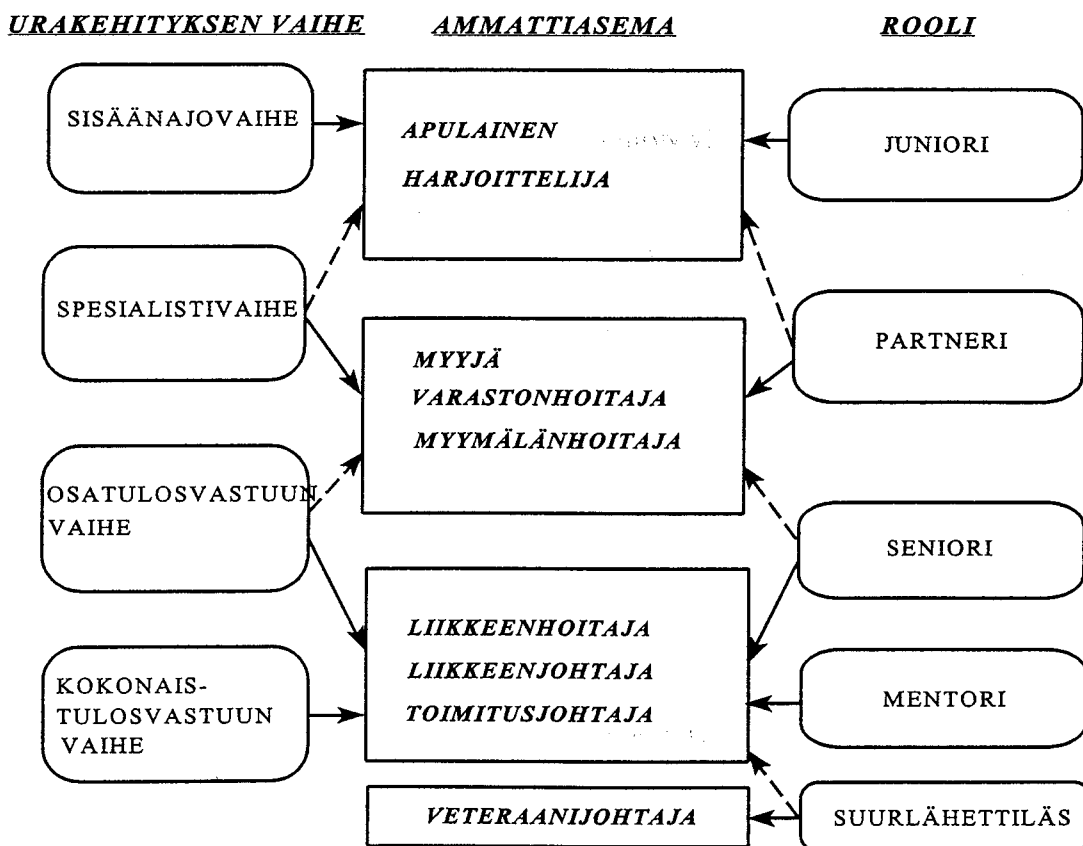 URAKEHITYKSEN VAIHE
AMMATTIASEMA
ROOLI
SISÄÄNAJOVAIHE
SPESIALISTIVAIHE
OSATULOSVASTUUN
VAIHE
KOKONAIS-
TULOSVASTUUN
VAIHE
APULAINEN
HARJOITTELIJA
MYYJÄ
VARASTONHOITAJA
MYYMÄLÄNHOITAJA
LIIKKEENHOITAJA
LIIKKEENJOHTAJA
TOIMITUSJOHTAJA
VETERAANIJOHTAJA
JUNIORI
PARTNERI
SENIORI
MENTORI
SUURLÄHETTILÄS